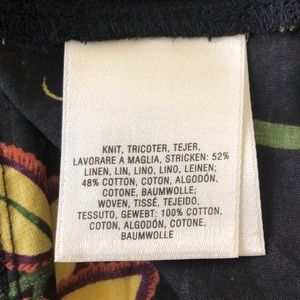 KNIT, TRICOTER, TEJER,
LAVORARE A MAGLIA, STRICKEN: 52%
LINEN, LIN, LINO, LINO, LEINEN;
48% COTTON, COTON, ALGODÓN,
COTONE, BAUMWOLLE;
WOVEN, TISSÉ, TEJEIDO,
TESSUTO, GEWEBT: 100% COTTON,
COTON, ALGODÓN, COTONE,
BAUMWOLLE